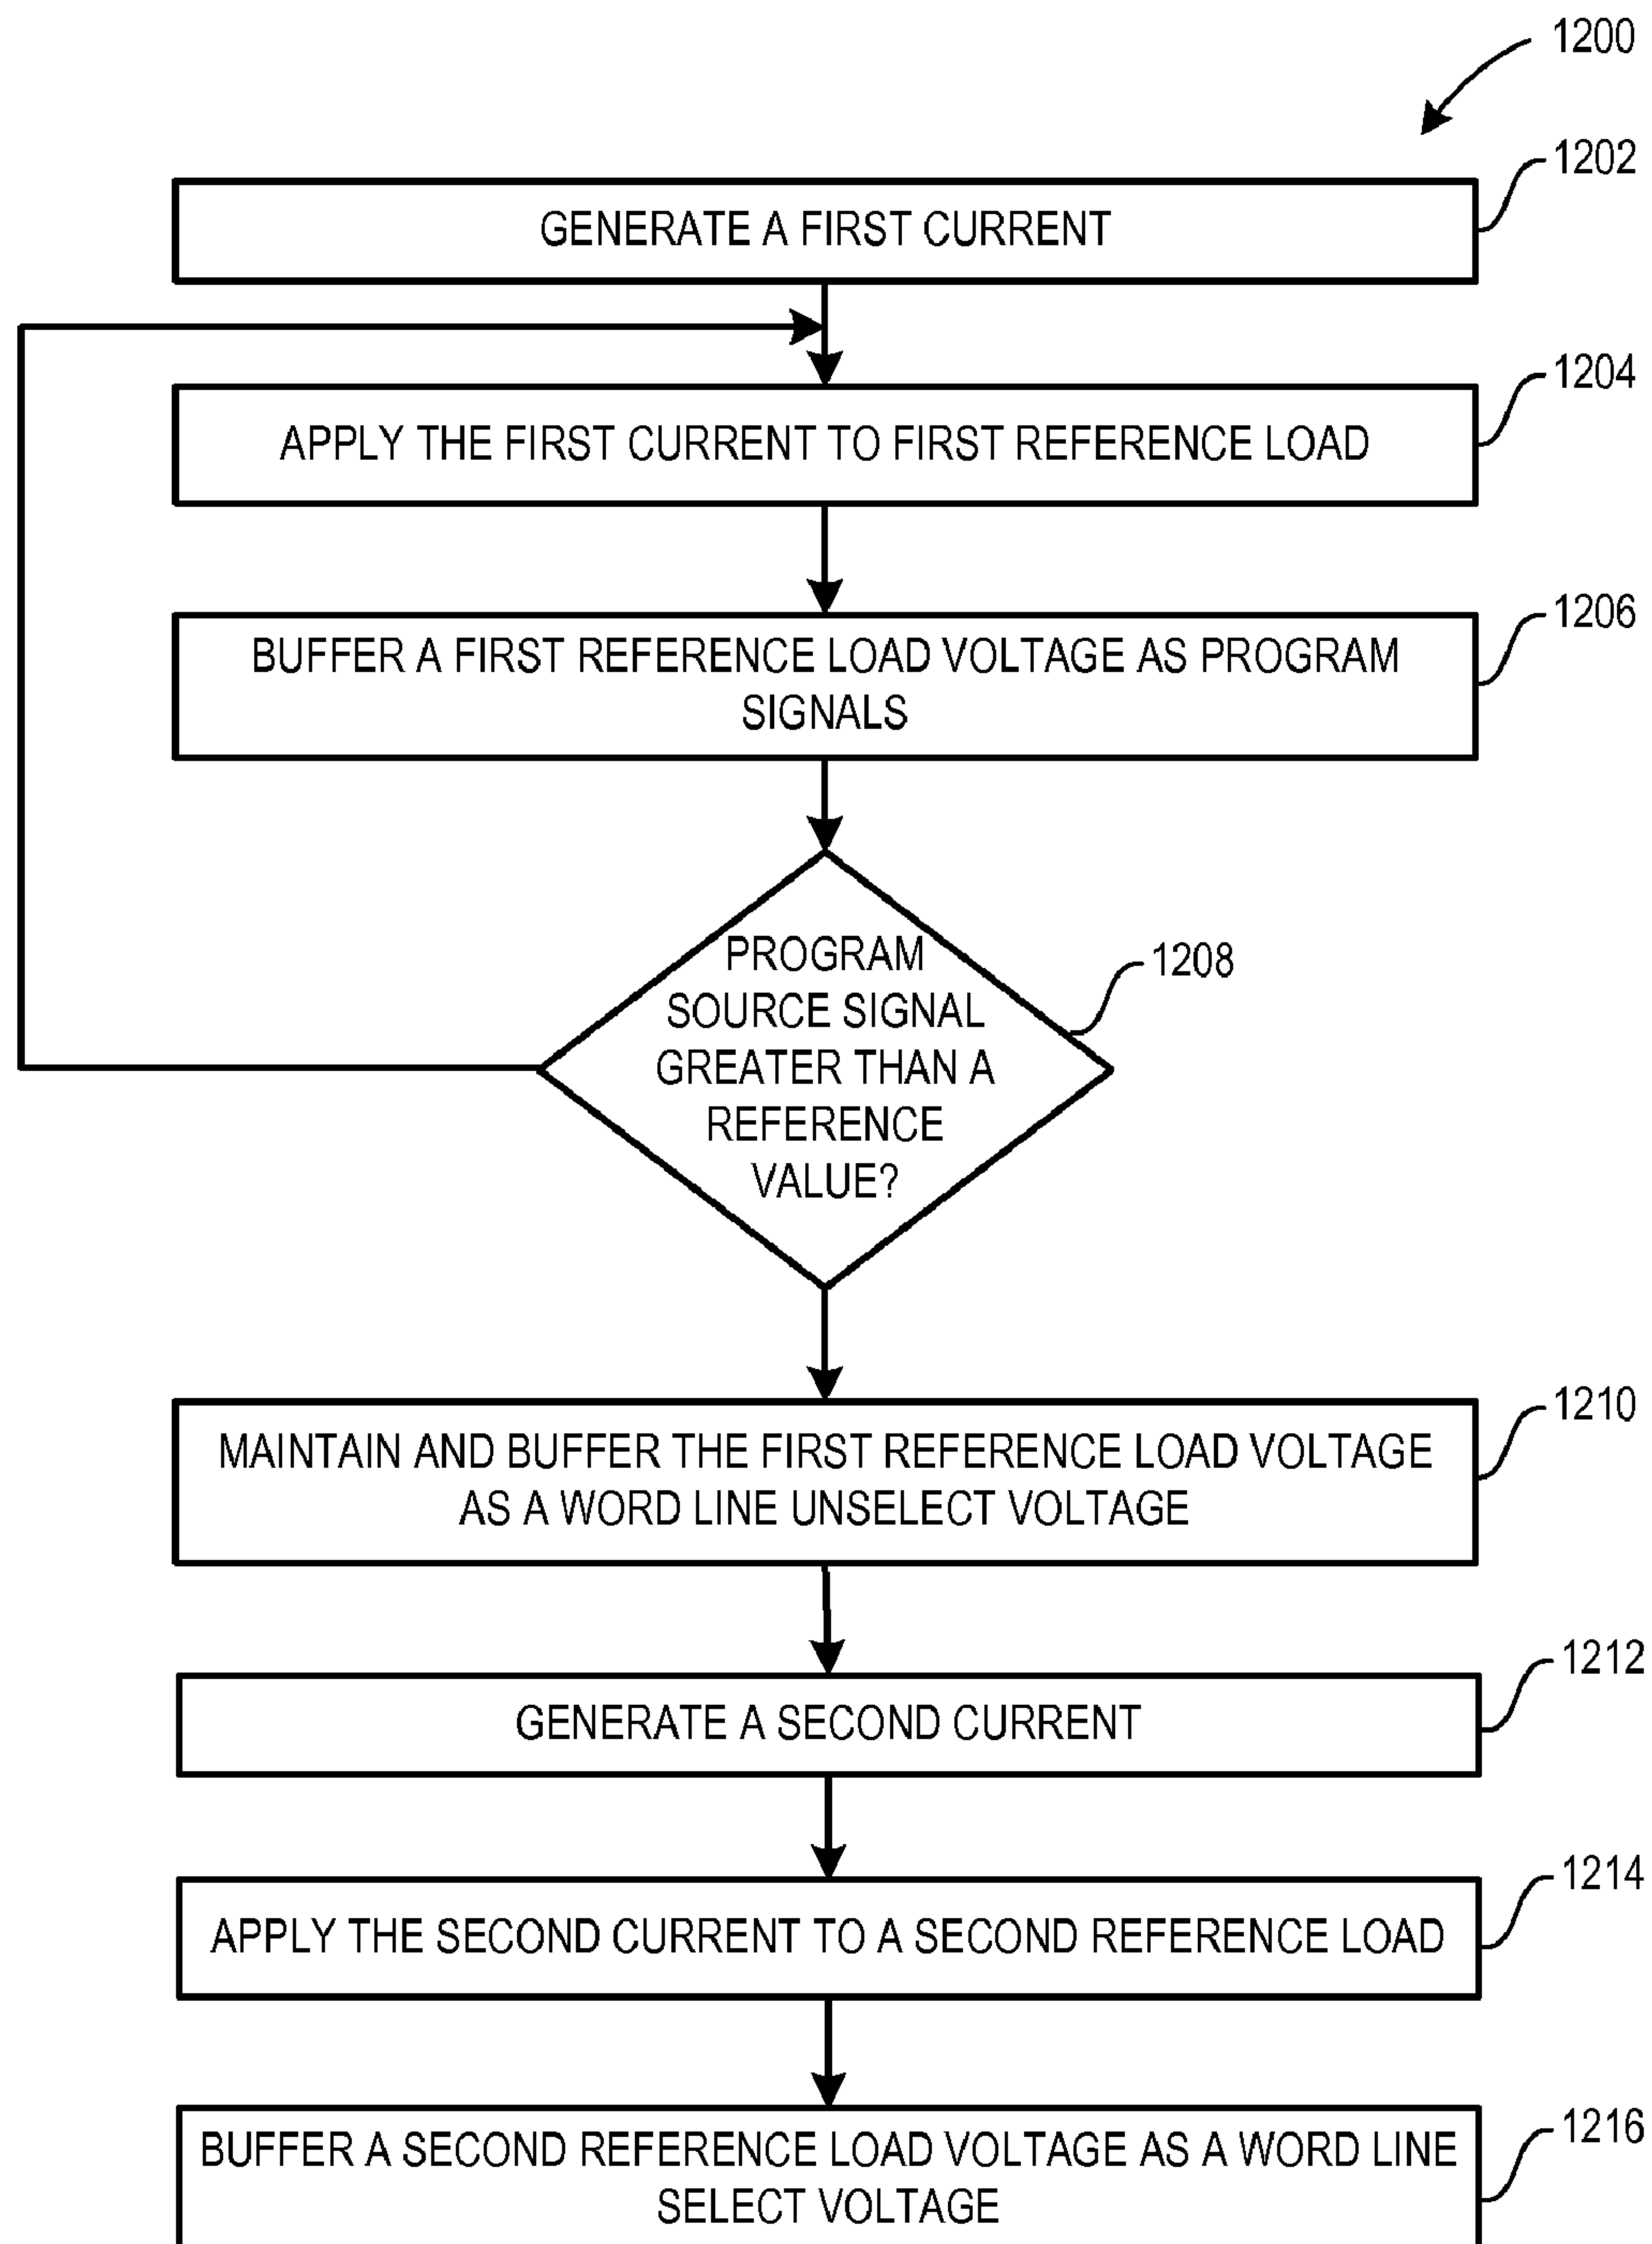 1200
1202
GENERATE A FIRST CURRENT
1204
APPLY THE FIRST CURRENT TO FIRST REFERENCE LOAD
1206
BUFFER A FIRST REFERENCE LOAD VOLTAGE AS PROGRAM
SIGNALS
1208
PROGRAM
SOURCE SIGNAL
GREATER THAN A
REFERENCE
VALUE?
1210
MAINTAIN AND BUFFER THE FIRST REFERENCE LOAD VOLTAGE
AS A WORD LINE UNSELECT VOLTAGE
1212
GENERATE A SECOND CURRENT
1214
APPLY THE SECOND CURRENT TO A SECOND REFERENCE LOAD
1216
BUFFER A SECOND REFERENCE LOAD VOLTAGE AS A WORD LINE
SELECT VOLTAGE